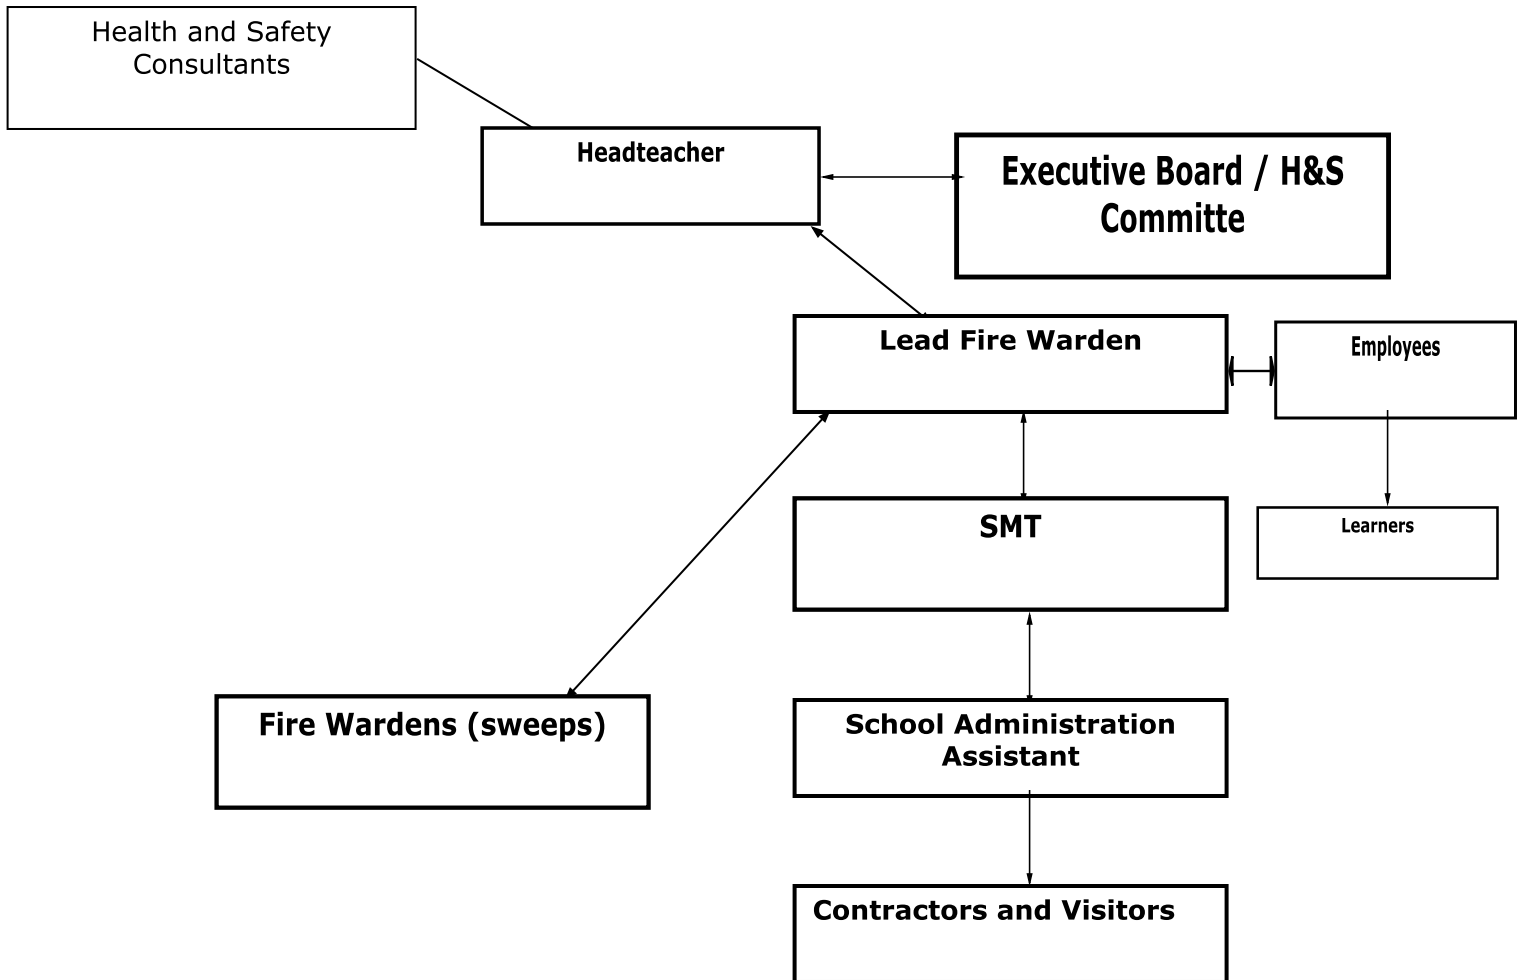 Health and Safety
Consultants
Headteacher
Executive Board / H&S
Committe
Lead Fire Warden
Employees
SMT
Learners
Fire Wardens (sweeps)
School Administration
Assistant
Contractors and Visitors